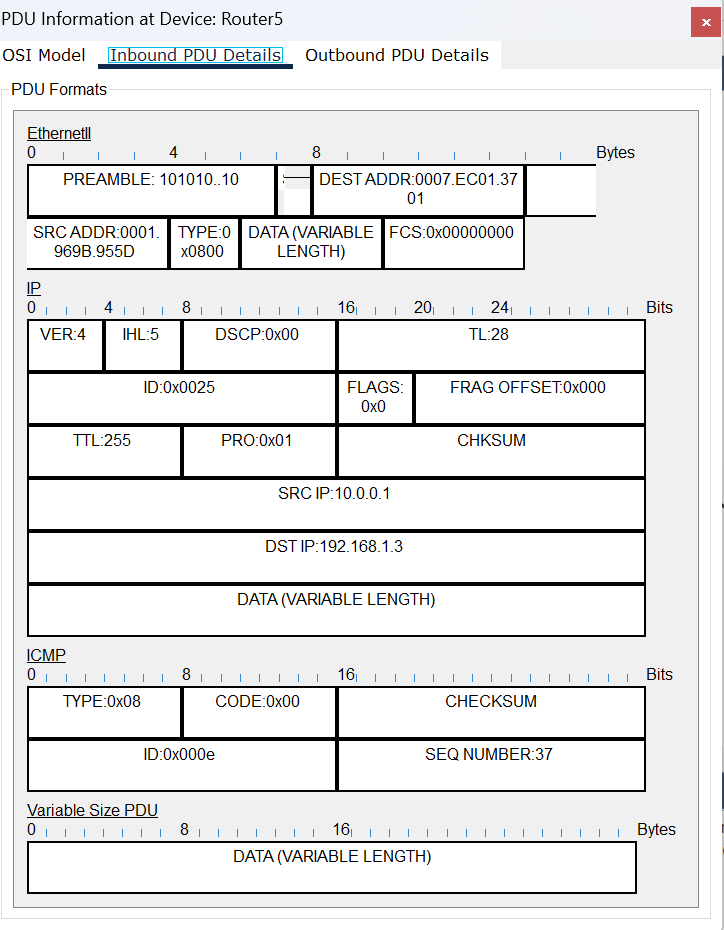 PDU Information at Device: Router5
x
OSI Model Inbound PDU Details Outbound PDU Details
PDU Formats
EthernetII
0 4 8 Bytes
PREAMBLE: 101010..10 DEST ADDR:0007.EC01.37
01
SRC ADDR:0001. TYPE:0 DATA (VARIABLE FCS:0x00000000
969B.955D x0800 LENGTH)
IP
0 4 8 16 20 24 Bits
VER:4 IHL:5 DSCP:0x00 TL:28
ID:0x0025 FLAGS: FRAG OFFSET:0x000
0x0
TTL:255 PRO:0x01 CHKSUM
SRC IP:10.0.0.1
DST IP:192.168.1.3
DATA (VARIABLE LENGTH)
ICMP
0 8 16 Bits
TYPE:0x08 CODE:0x00 CHECKSUM
ID:0x000e SEQ NUMBER:37
Variable Size PDU
0 8 16 Bytes
DATA (VARIABLE LENGTH)